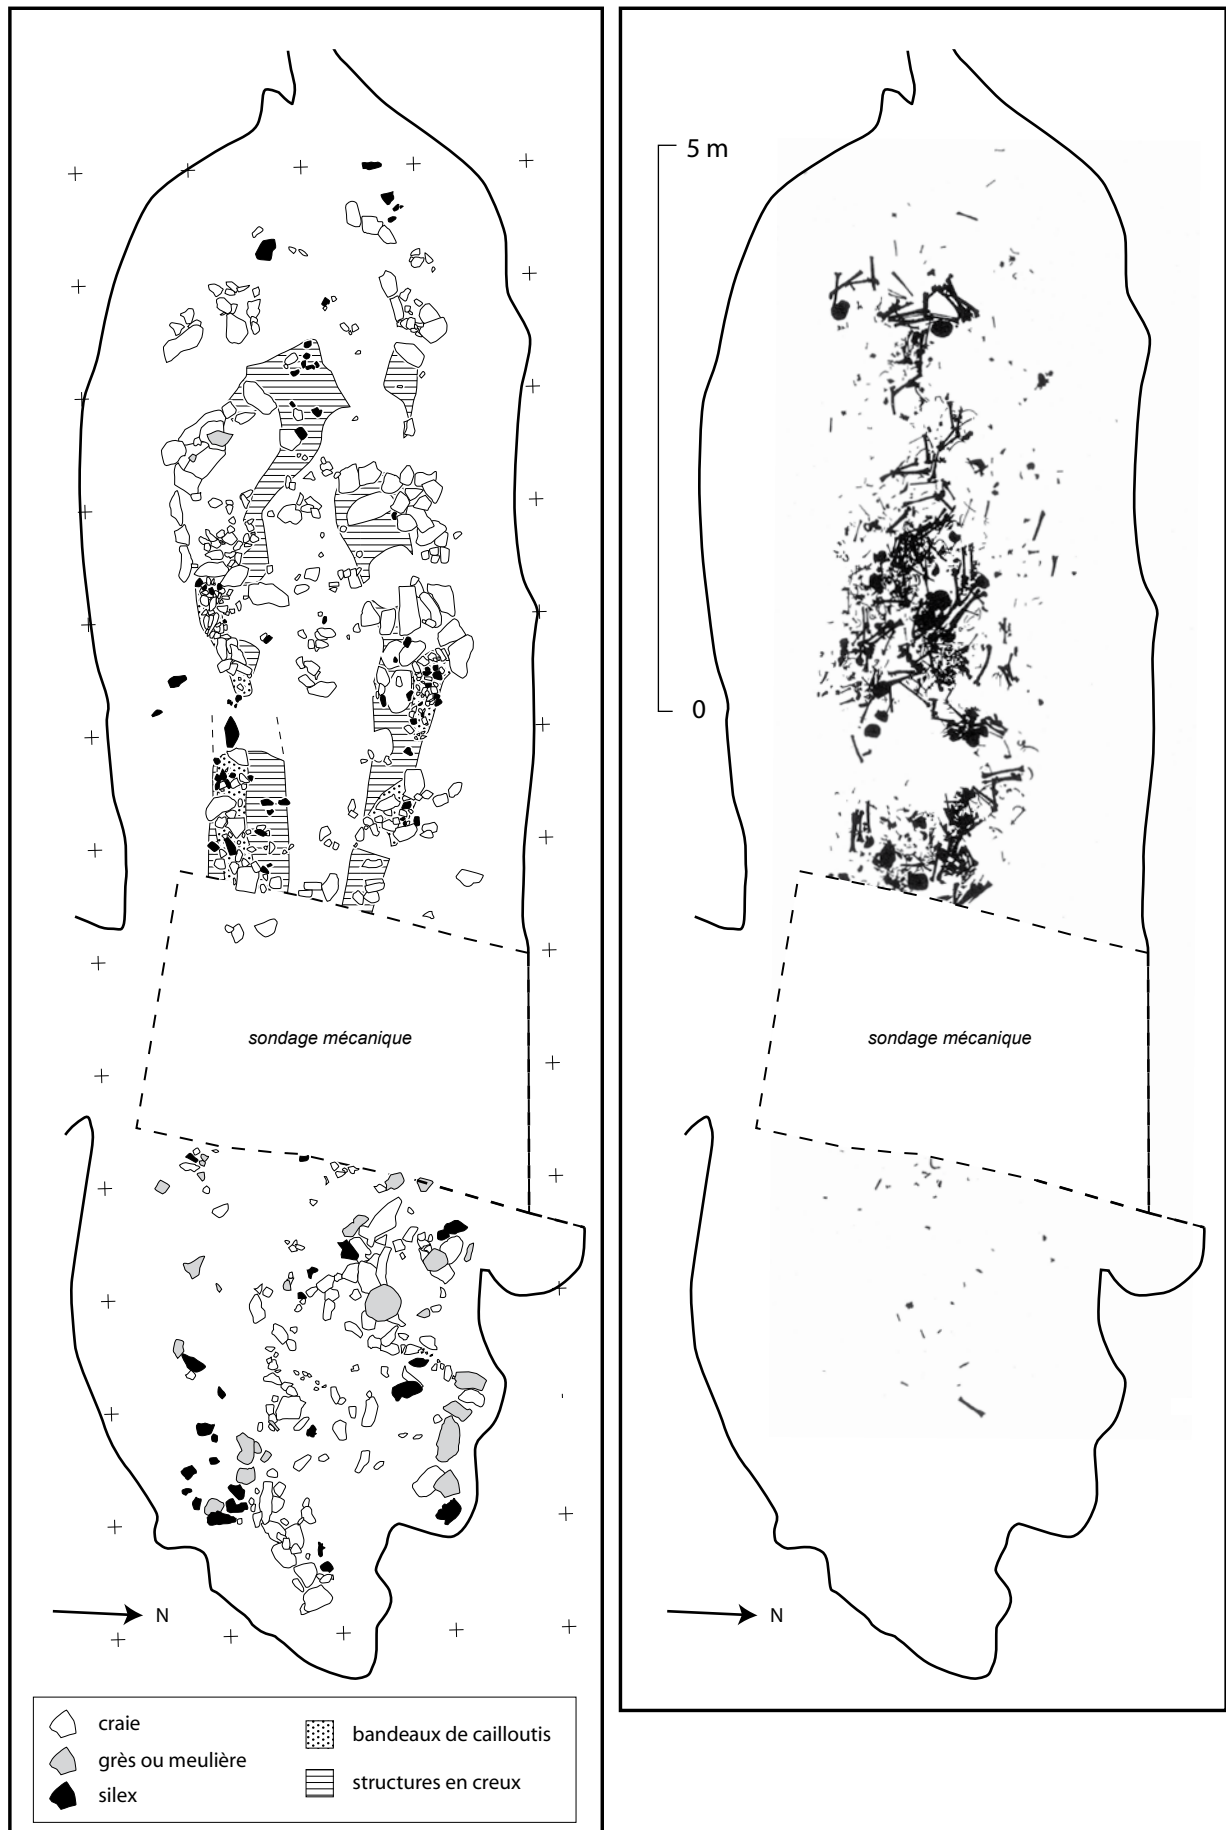 5 m
0
sondage mécanique
sondage mécanique
N
N
craie
grès ou meulière
silex
bandeaux de cailloutis
structures en creux